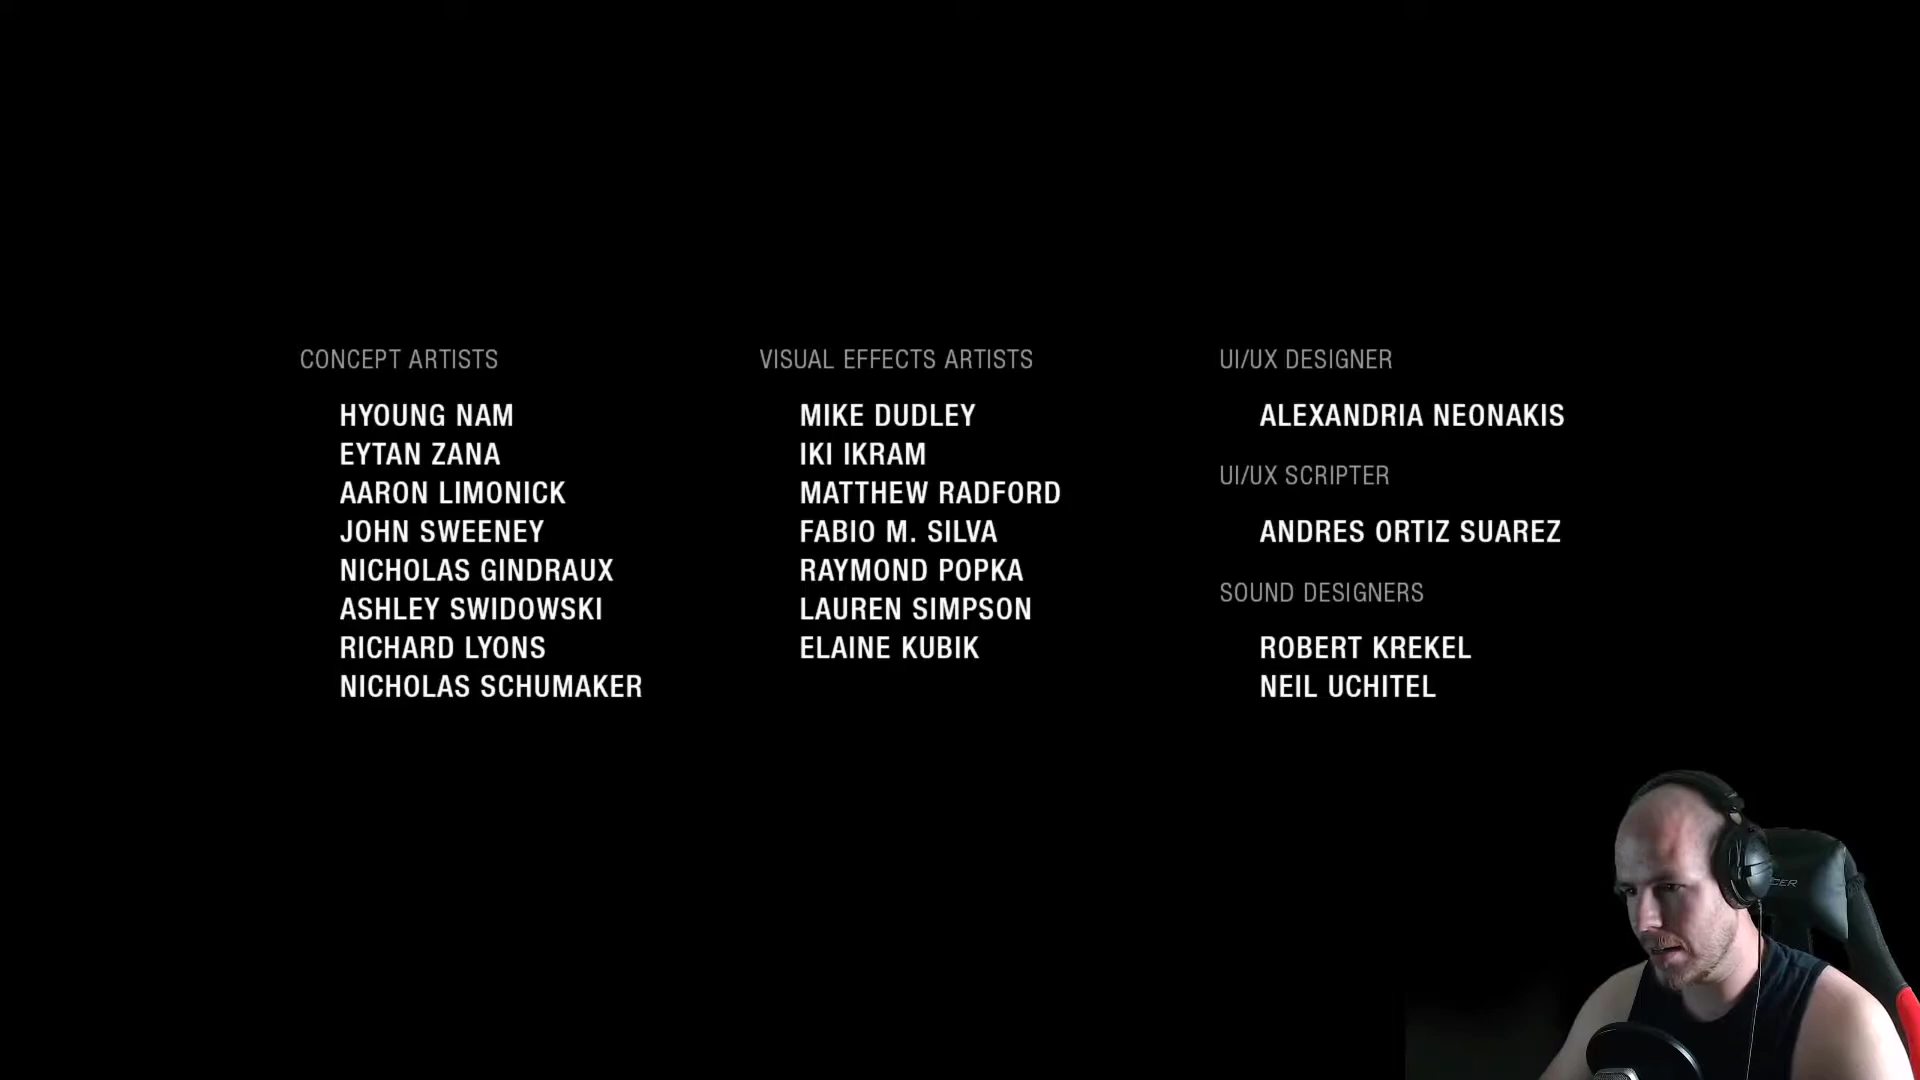 CONCEPT ARTISTS
HYOUNG NAM
EYTAN ZANA
AARON LIMONICK
JOHN SWEENEY
NICHOLAS GINDRAUX
ASHLEY SWIDOWSKI
RICHARD LYONS
NICHOLAS SCHUMAKER
VISUAL EFFECTS ARTISTS
MIKE DUDLEY
IKI IKRAM
MATTHEW RADFORD
FABIO M. SILVA
RAYMOND POPKA
LAUREN SIMPSON
ELAINE KUBIK
UI/UX DESIGNER
ALEXANDRIA NEONAKIS
UI/UX SCRIPTER
ANDRES ORTIZ SUAREZ
SOUND DESIGNERS
ROBERT KREKEL
NEIL UCHITEL